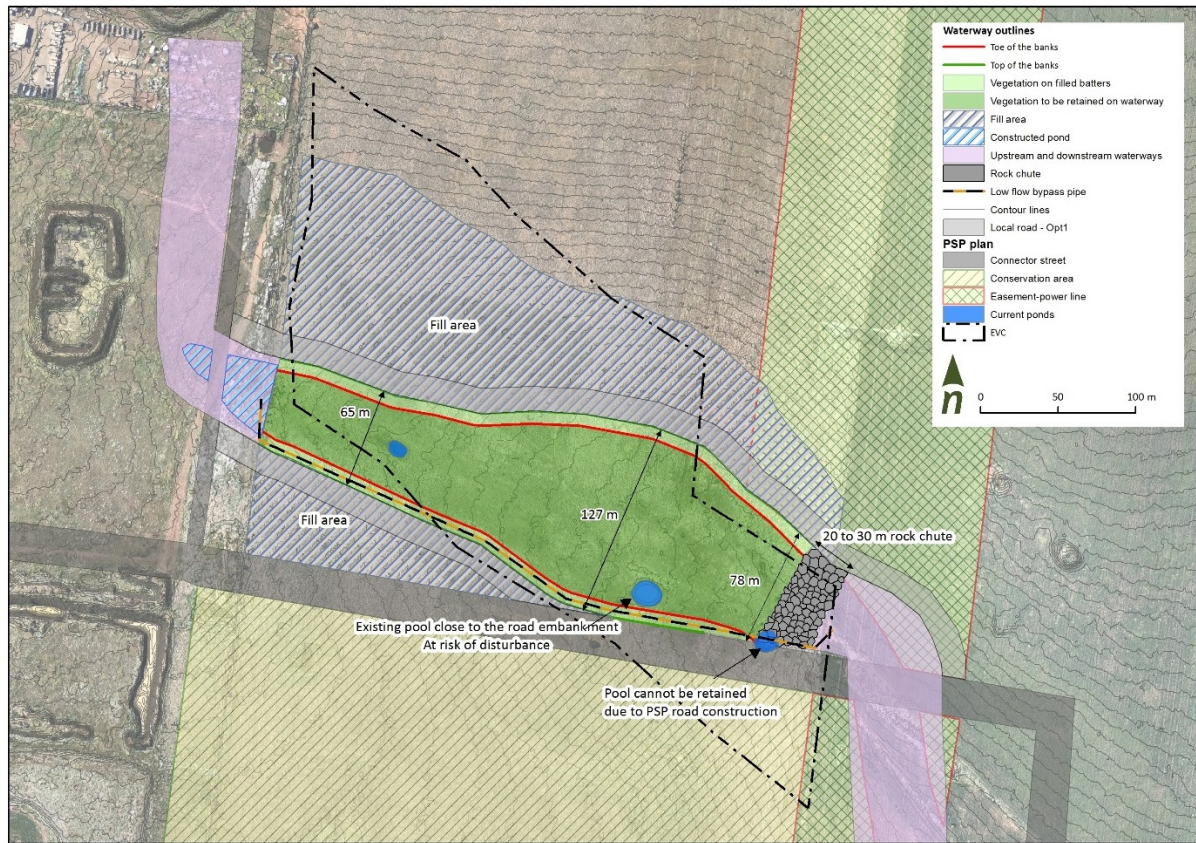 Waterway outlines
Toe of the banks
Top of the banks
Vegetation on filled batters
Vegetation to be retained on waterway
Fill area
Constructed pond
Upstream and downstream waterways
Rock chute
Low flow bypass pipe
Contour lines
Local road - Opt1
PSP plan
Connector street
Conservation area
Easement-power line
Current ponds
EVC
n
0 50 100 m
Fill area
65 m
Fill area
127 m
20 to 30 m rock chute
78 m
Existing pool close to the road embankment
At risk of disturbance
Pool cannot be retained
due to PSP road construction